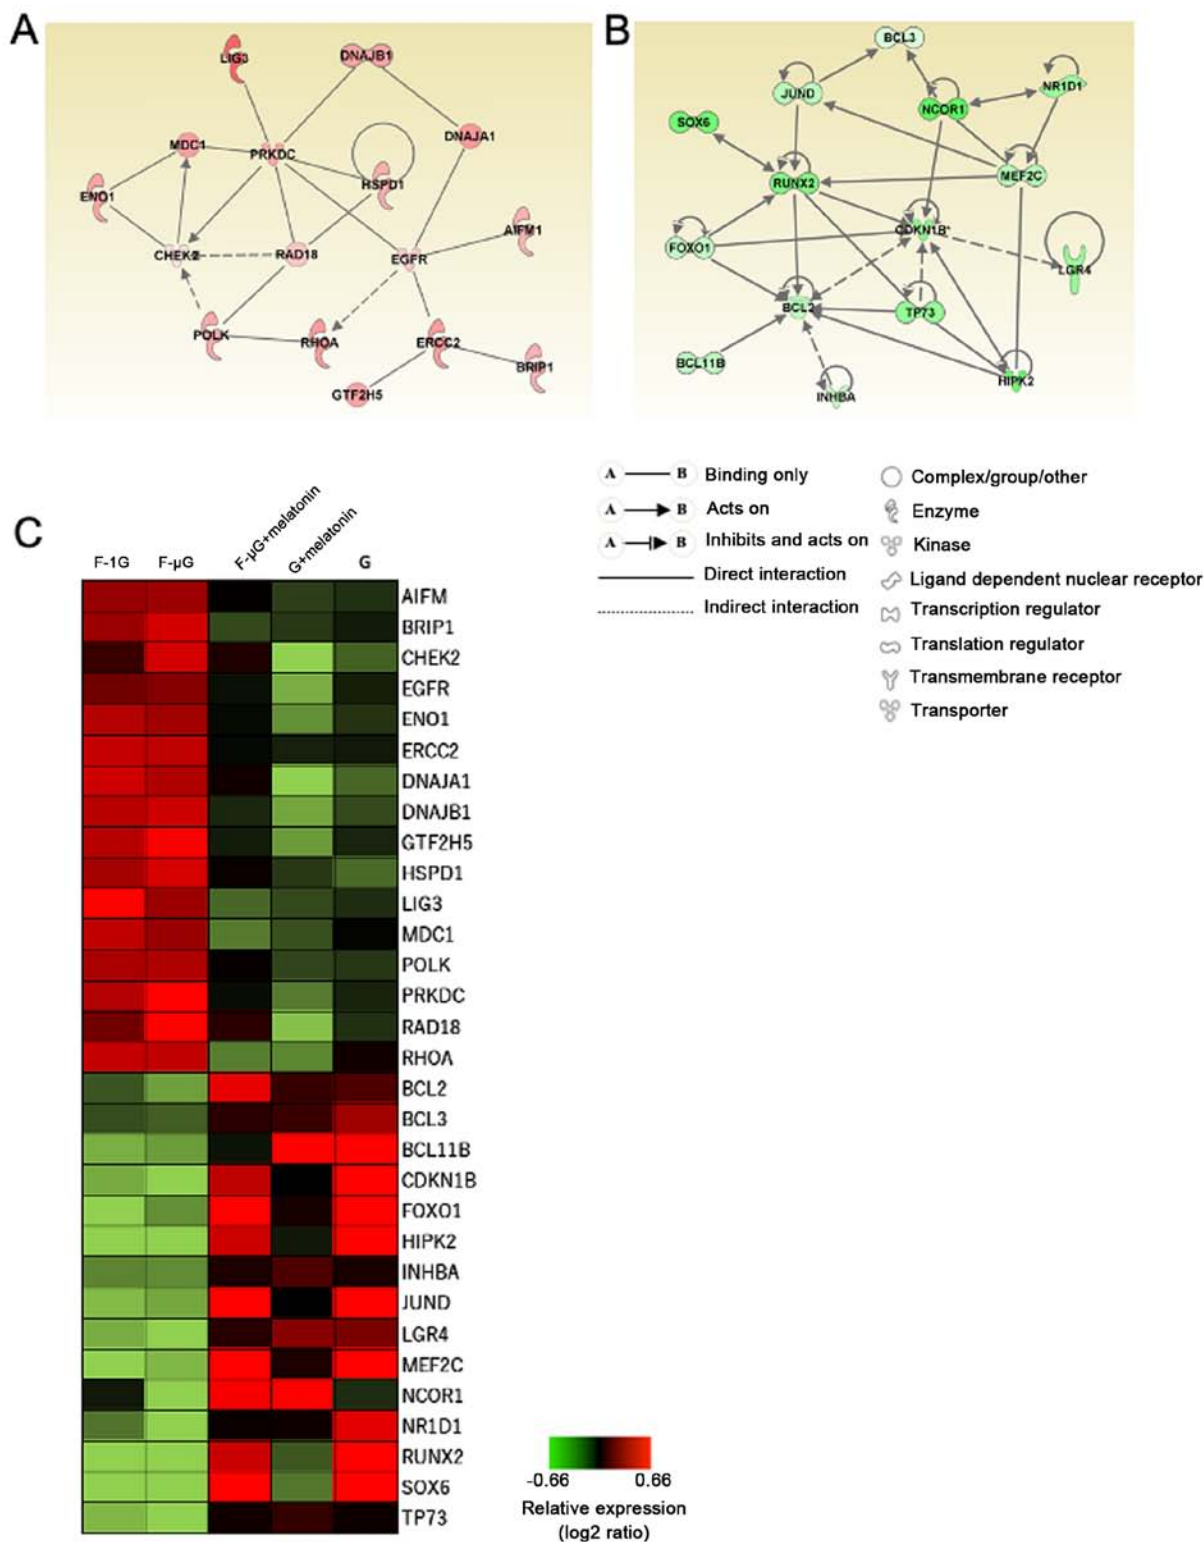 A
LIG3
DNAJB1
MDC1
PRKDC
DNAJA1
ENO1
HSPD1
AIFM1
CHEK2
RAD18
EGFR
POLK
RHOA
ERCC2
BRIP1
GTF2H5
B
BCL3
JUND
NCOR1
NR1D1
SOX6
RUNX2
MEF2C
FOXO1
CDKN1B*
LGR4
BCL2
TP73
BCL11B
HIPK2
INHBA
A B Binding only
A B Acts on
A B Inhibits and acts on
Direct interaction
Indirect interaction
Complex/group/other
Enzyme
Kinase
Ligand dependent nuclear receptor
Transcription regulator
Translation regulator
Transmembrane receptor
Transporter
C
F-1G F-µG F-µG+melatonin G+melatonin G
AIFM
BRIP1
CHEK2
EGFR
ENO1
ERCC2
DNAJA1
DNAJB1
GTF2H5
HSPD1
LIG3
MDC1
POLK
PRKDC
RAD18
RHOA
BCL2
BCL3
BCL11B
CDKN1B
FOXO1
HIPK2
INHBA
JUND
LGR4
MEF2C
NCOR1
NR1D1
RUNX2
SOX6
TP73
-0.66 0.66
Relative expression
(log2 ratio)